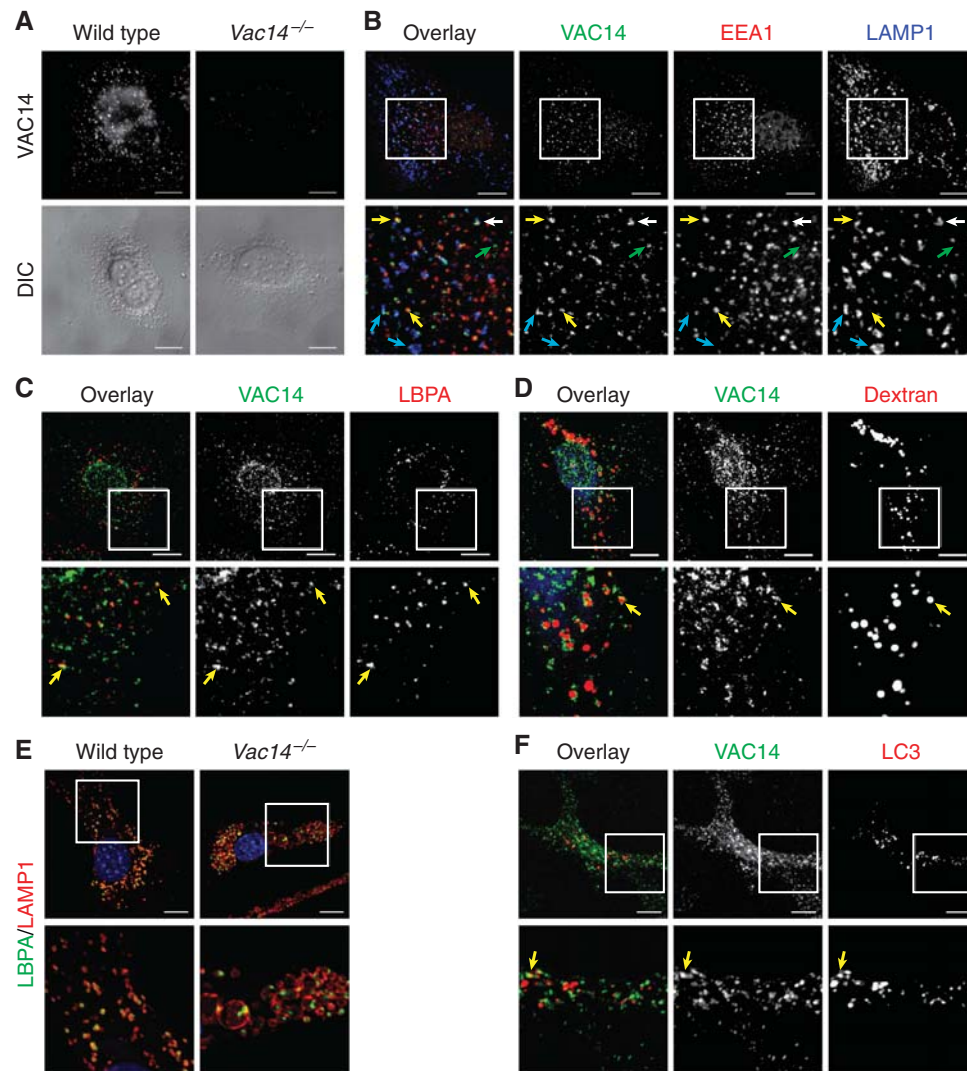 A
Wild type
Vac14–/–
VAC14
DIC
B
Overlay
VAC14
EEA1
LAMP1
C
Overlay
VAC14
LBPA
D
Overlay
VAC14
Dextran
E
Wild type
Vac14–/–
LBPA/LAMP1
F
Overlay
VAC14
LC3